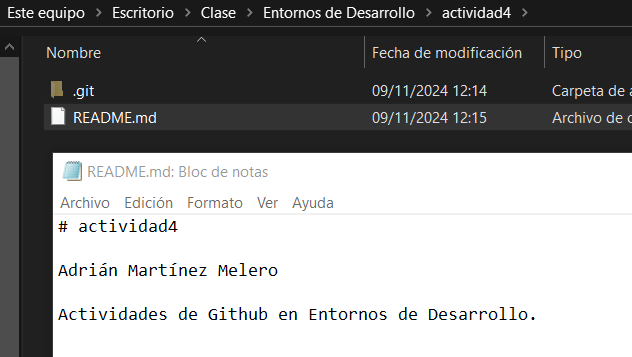 Este equipo > Escritorio > Clase > Entornos de Desarrollo > actividad4 >
Nombre Fecha de modificación Tipo
.git 09/11/2024 12:14 Carpeta de a
README.md 09/11/2024 12:15 Archivo de o
README.md: Bloc de notas
Archivo Edición Formato Ver Ayuda
# actividad4
Adrián Martínez Melero
Actividades de Github en Entornos de Desarrollo.